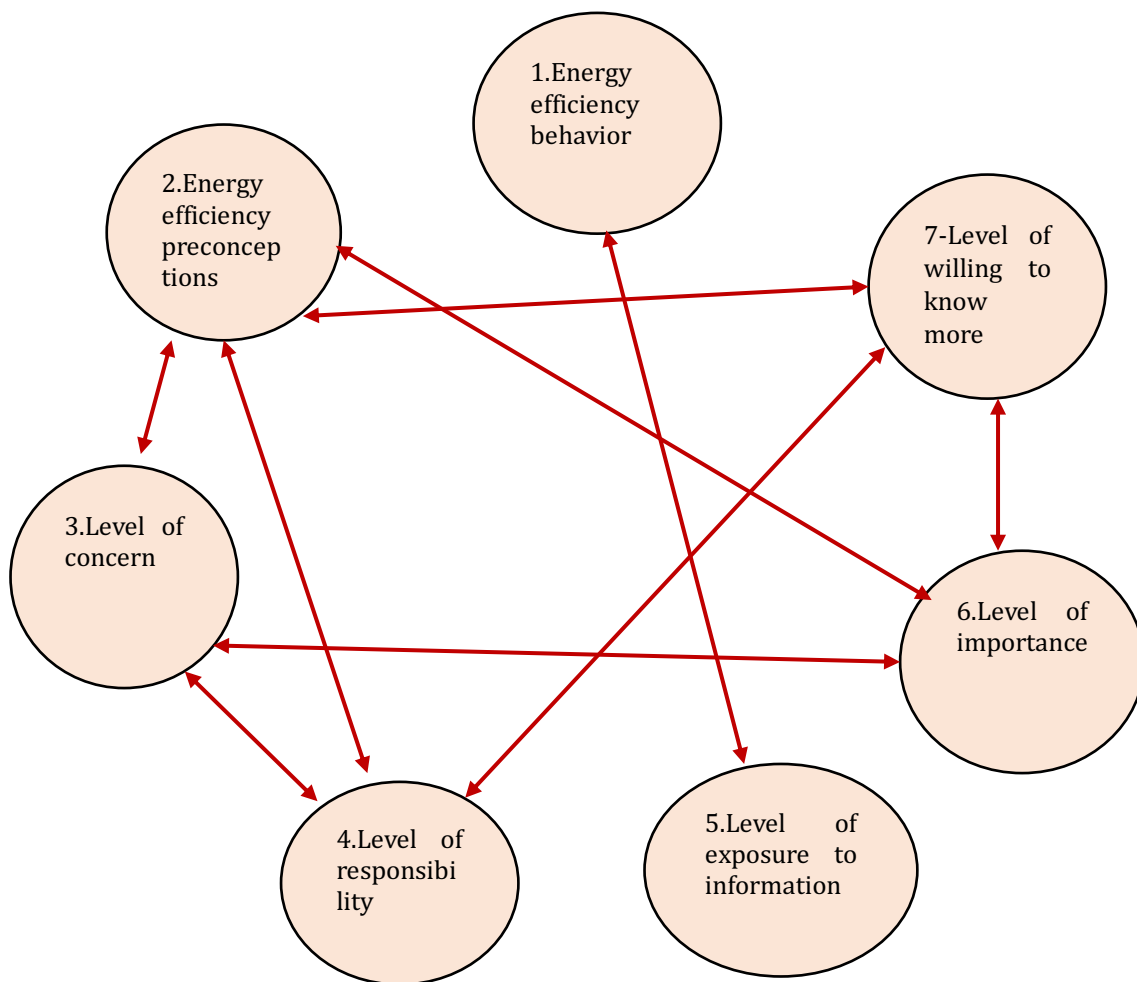 1.Energy
efficiency
behavior
2.Energy
efficiency
preconcep
tions
7-Level of
willing to
know
more
3.Level of
concern
6.Level of
importance
4.Level of
responsibi
lity
5.Level of
exposure to
information